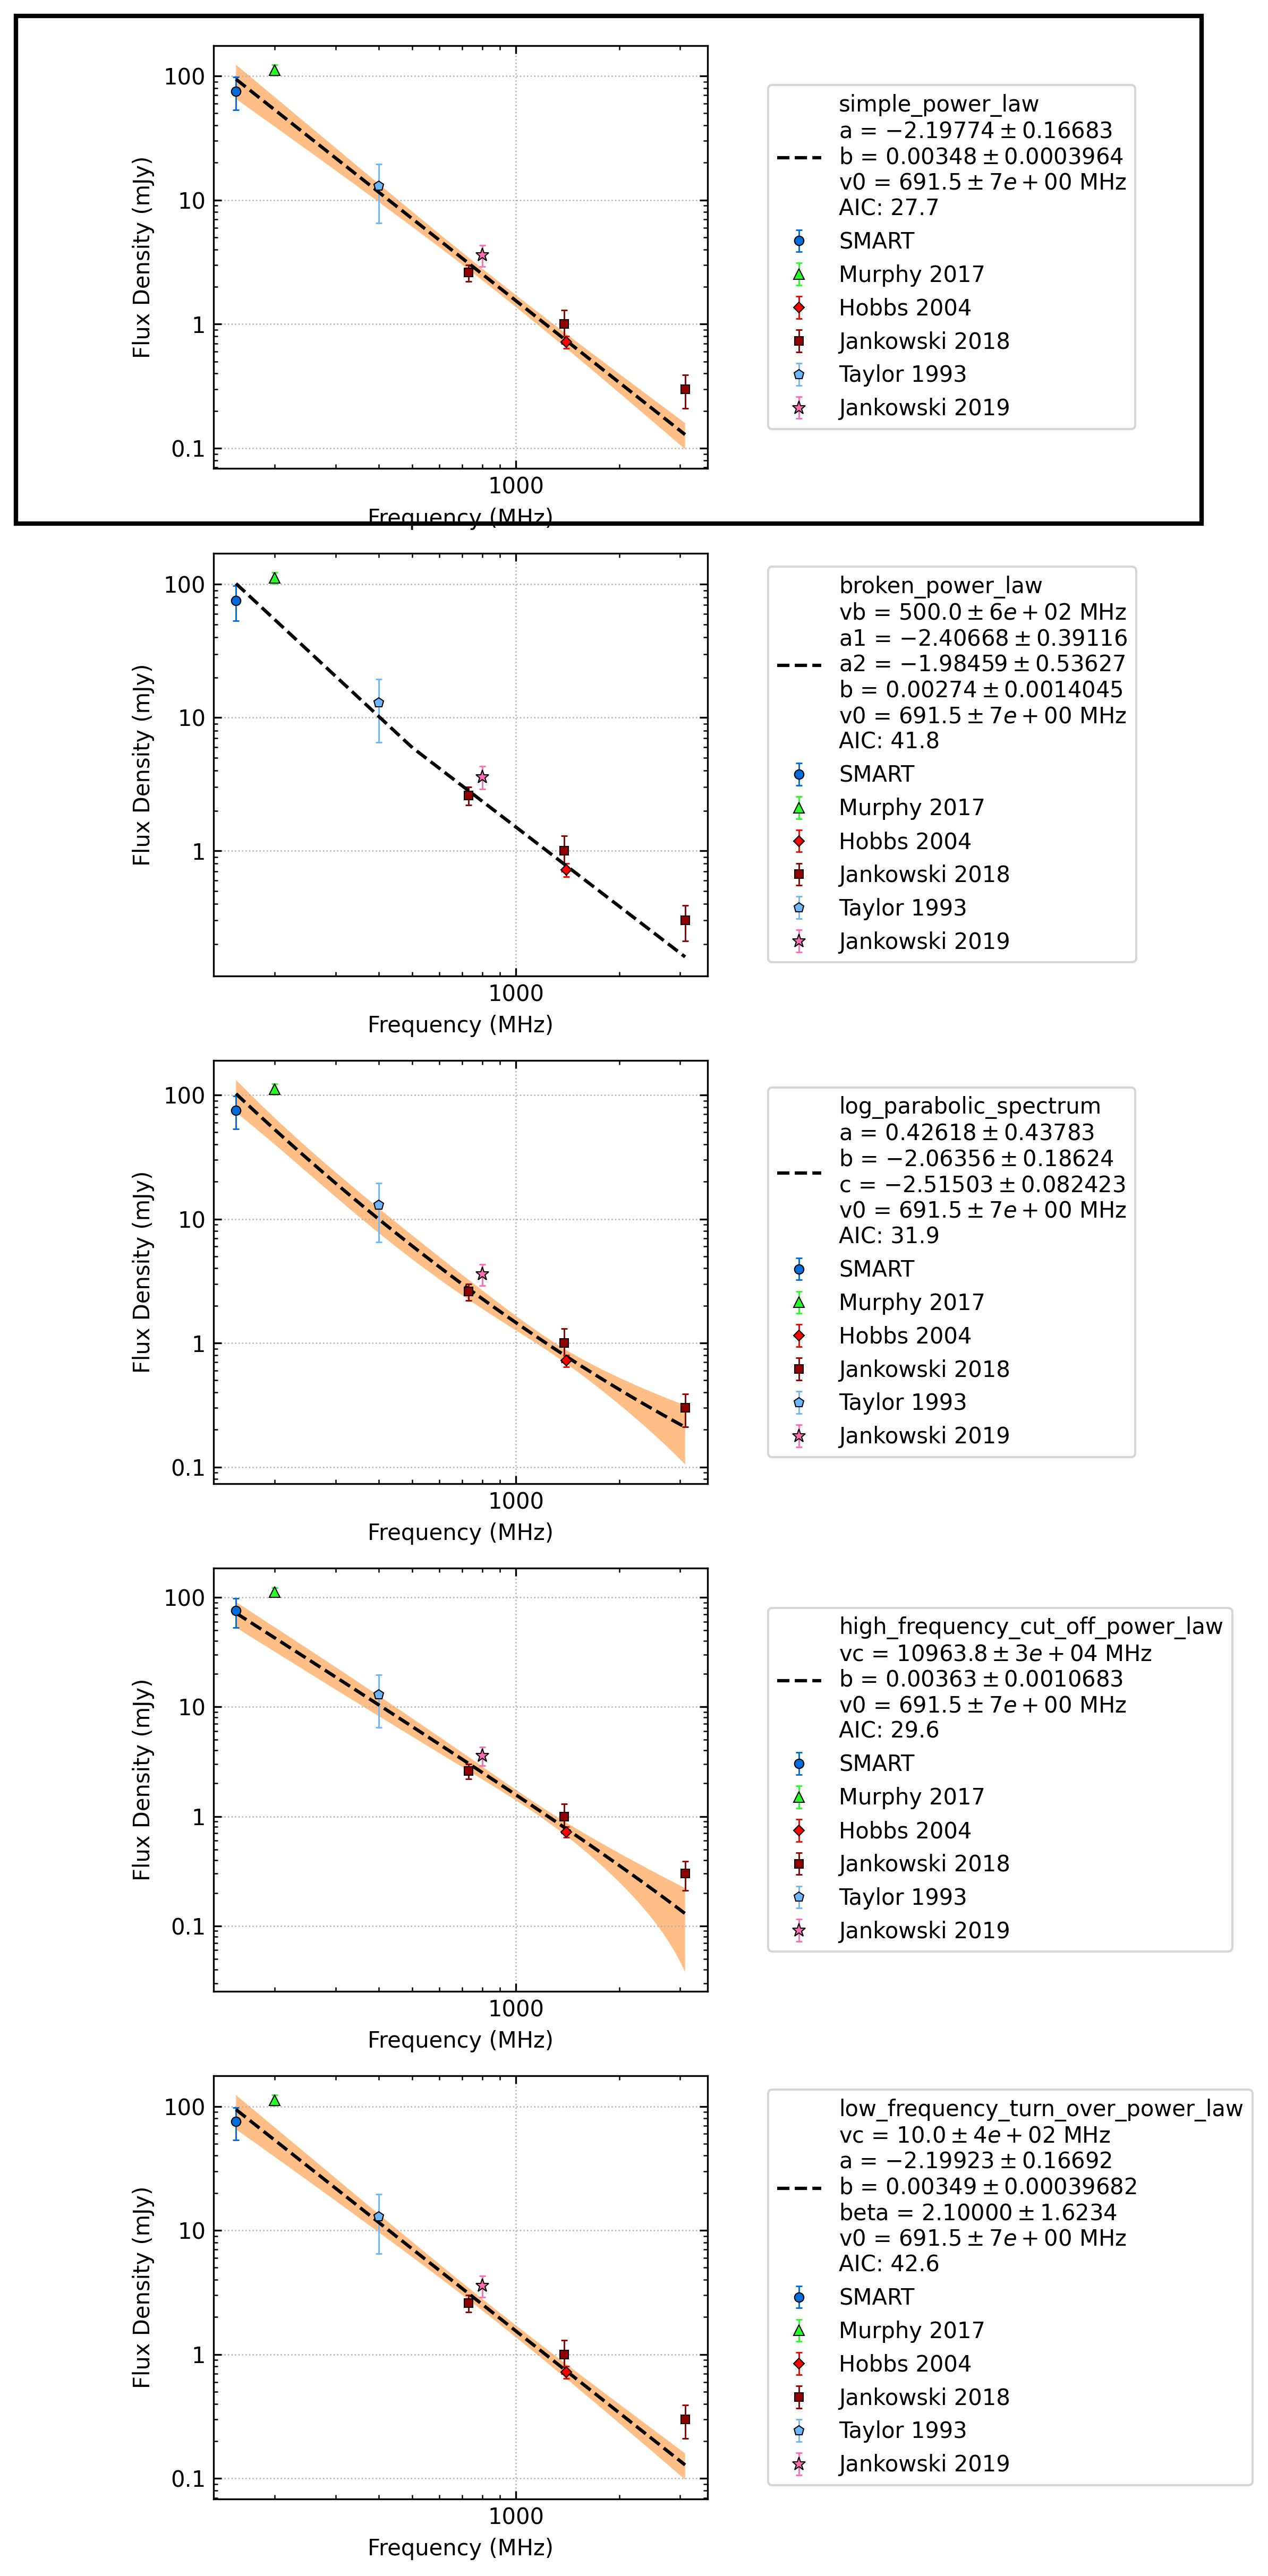 100
10
1
0.1
Flux Density (mJy)
1000
Frequency (MHz)
simple_power_law
a = −2.19774 ± 0.16683
b = 0.00348 ± 0.0003964
v0 = 691.5 ± 7e + 00 MHz
AIC: 27.7
SMART
Murphy 2017
Hobbs 2004
Jankowski 2018
Taylor 1993
Jankowski 2019
100
10
1
Flux Density (mJy)
1000
Frequency (MHz)
broken_power_law
vb = 500.0 ± 6e + 02 MHz
a1 = −2.40668 ± 0.39116
a2 = −1.98459 ± 0.53627
b = 0.00274 ± 0.0014045
v0 = 691.5 ± 7e + 00 MHz
AIC: 41.8
SMART
Murphy 2017
Hobbs 2004
Jankowski 2018
Taylor 1993
Jankowski 2019
100
10
1
0.1
Flux Density (mJy)
1000
Frequency (MHz)
log_parabolic_spectrum
a = 0.42618 ± 0.43783
b = −2.06356 ± 0.18624
c = −2.51503 ± 0.082423
v0 = 691.5 ± 7e + 00 MHz
AIC: 31.9
SMART
Murphy 2017
Hobbs 2004
Jankowski 2018
Taylor 1993
Jankowski 2019
100
10
1
0.1
Flux Density (mJy)
1000
Frequency (MHz)
high_frequency_cut_off_power_law
vc = 10963.8 ± 3e + 04 MHz
b = 0.00363 ± 0.0010683
v0 = 691.5 ± 7e + 00 MHz
AIC: 29.6
SMART
Murphy 2017
Hobbs 2004
Jankowski 2018
Taylor 1993
Jankowski 2019
100
10
1
0.1
Flux Density (mJy)
1000
Frequency (MHz)
low_frequency_turn_over_power_law
vc = 10.0 ± 4e + 02 MHz
a = −2.19923 ± 0.16692
b = 0.00349 ± 0.00039682
beta = 2.10000 ± 1.6234
v0 = 691.5 ± 7e + 00 MHz
AIC: 42.6
SMART
Murphy 2017
Hobbs 2004
Jankowski 2018
Taylor 1993
Jankowski 2019